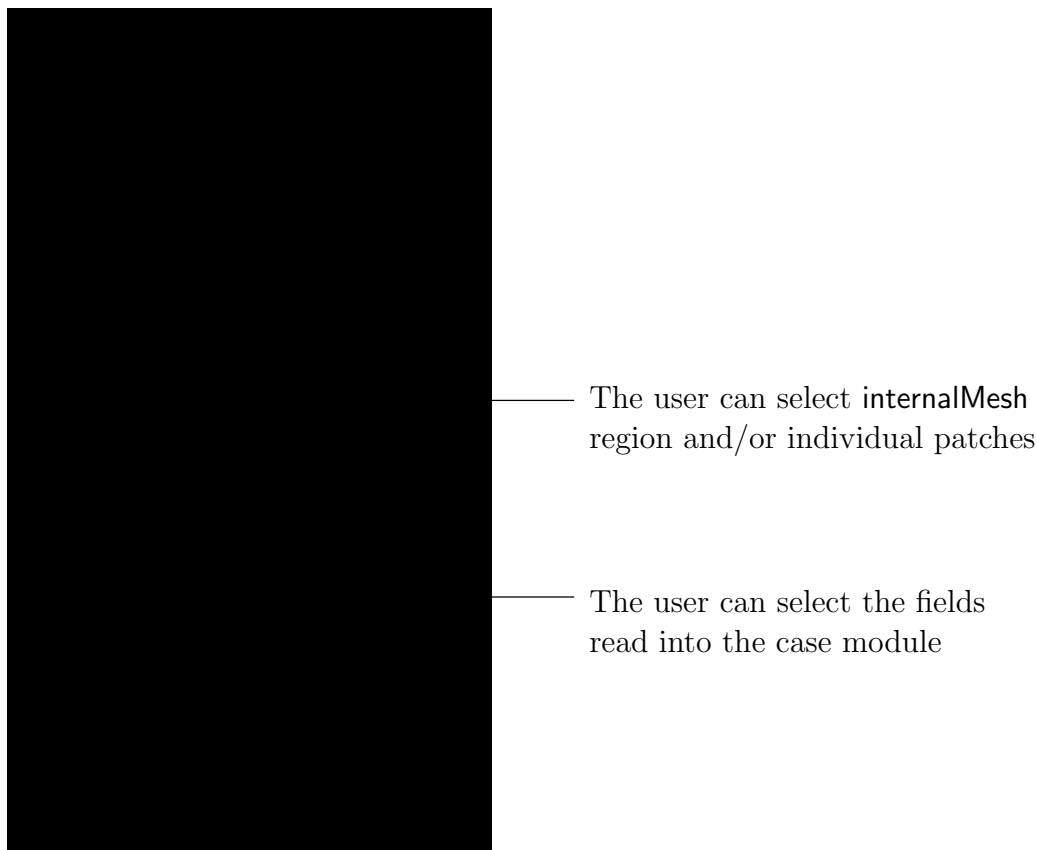 The user can select internalMesh
region and/or individual patches
The user can select the fields
read into the case module